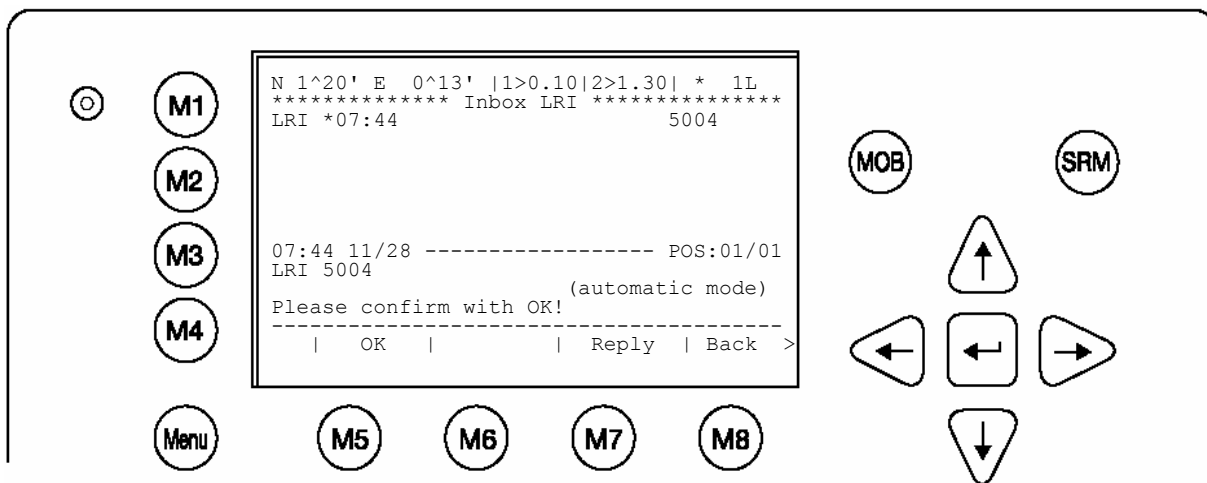 N 1^20' E  0^13' |1>0.10|2>1.30| *  1L
************** Inbox LRI ***************
LRI *07:44                     5004
07:44 11/28 ------------------ POS:01/01
LRI 5004
(automatic mode)
Please confirm with OK!
----------------------------------------
|   OK   |         |  Reply  | Back  >
M1
M2
M3
M4
Menu
M5
M6
M7
M8
MOB
SRM